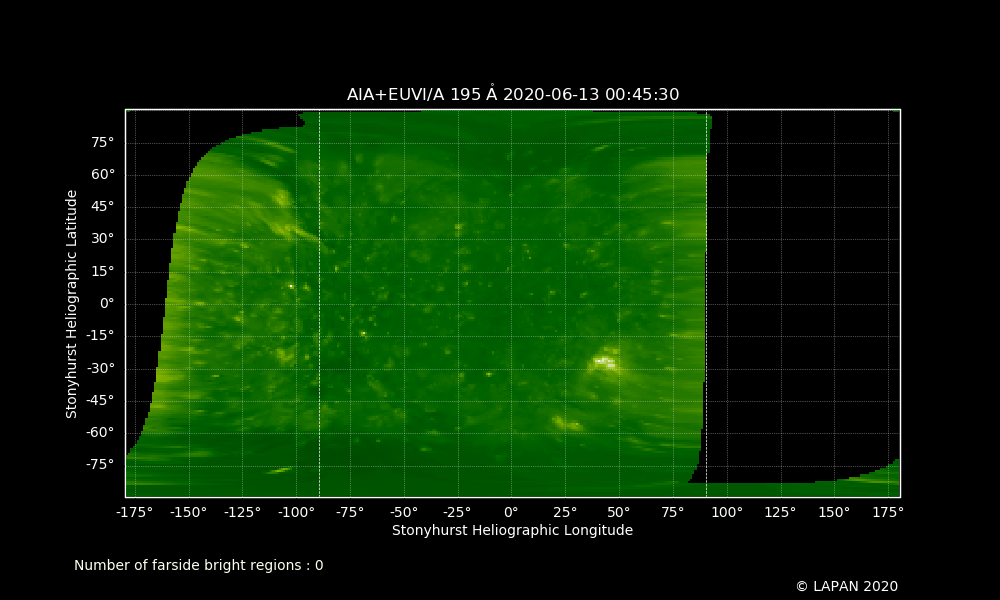 AIA+EUVI/A 195 Å 2020-06-13 00:45:30
75°
60°
45°
30°
15°
0°
-15°
-30°
-45°
-60°
-75°
Stonyhurst Heliographic Latitude
-175° -150° -125° -100° -75° -50° -25° 0° 25° 50° 75° 100° 125° 150° 175°
Stonyhurst Heliographic Longitude
Number of farside bright regions : 0
© LAPAN 2020